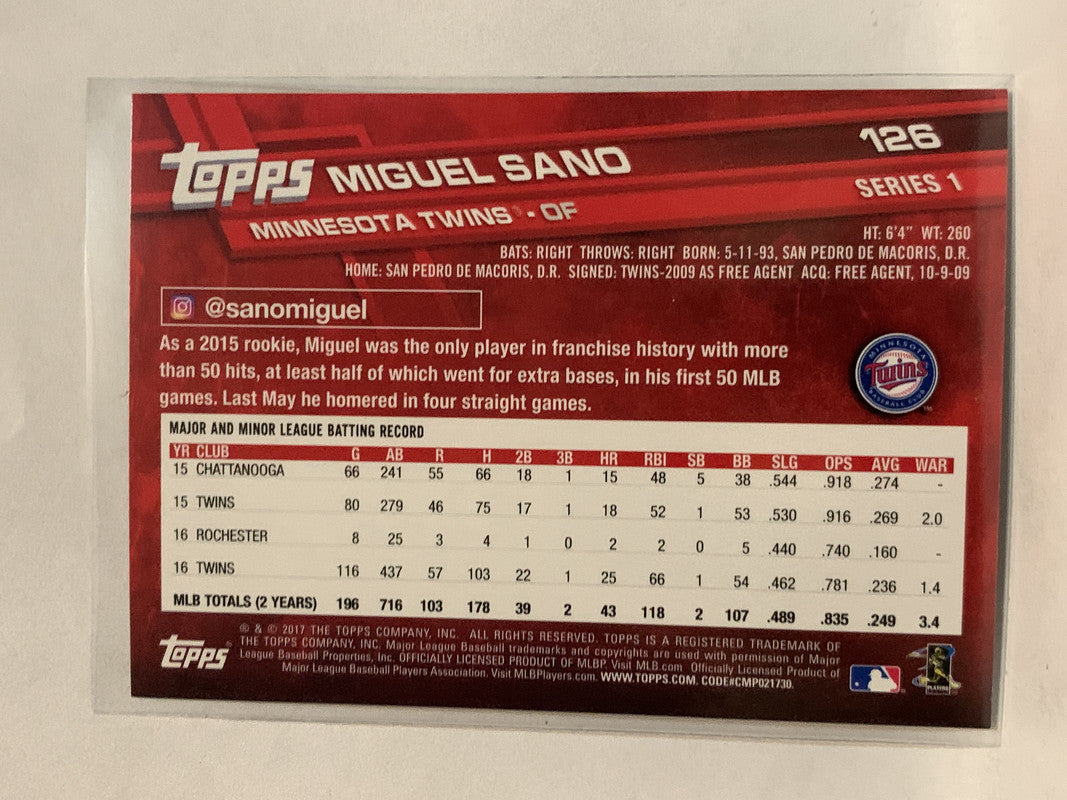 topps MIGUEL SANO 126
MINNESOTA TWINS • OF SERIES 1
HT: 6'4" WT: 260
BATS: RIGHT THROWS: RIGHT BORN: 5-11-93, SAN PEDRO DE MACORIS, D.R.
HOME: SAN PEDRO DE MACORIS, D.R. SIGNED: TWINS-2009 AS FREE AGENT ACQ: FREE AGENT, 10-9-09
@sanomiguel
As a 2015 rookie, Miguel was the only player in franchise history with more
than 50 hits, at least half of which went for extra bases, in his first 50 MLB
games. Last May he homered in four straight games.
MINNESOTA
Twins
BASEBALL CLUB
TM
MAJOR AND MINOR LEAGUE BATTING RECORD
YR CLUB G AB R H 2B 3B HR RBI SB BB SLG OPS AVG WAR
15 CHATTANOOGA 66 241 55 66 18 1 15 48 5 38 .544 .918 .274 -
15 TWINS 80 279 46 75 17 1 18 52 1 53 .530 .916 .269 2.0
16 ROCHESTER 8 25 3 4 1 0 2 2 0 5 .440 .740 .160 -
16 TWINS 116 437 57 103 22 1 25 66 1 54 .462 .781 .236 1.4
MLB TOTALS (2 YEARS) 196 716 103 178 39 2 43 118 2 107 .489 .835 .249 3.4
topps®
® & © 2017 THE TOPPS COMPANY, INC. ALL RIGHTS RESERVED. TOPPS IS A REGISTERED TRADEMARK OF
THE TOPPS COMPANY, INC. Major League Baseball trademarks and copyrights are used with permission of Major
League Baseball Properties, Inc. OFFICIALLY LICENSED PRODUCT OF MLBP. Visit MLB.com Officially Licensed Product of
Major League Baseball Players Association. Visit MLBPlayers.com. WWW.TOPPS.COM. CODE#CMP021730.
PLAYERS